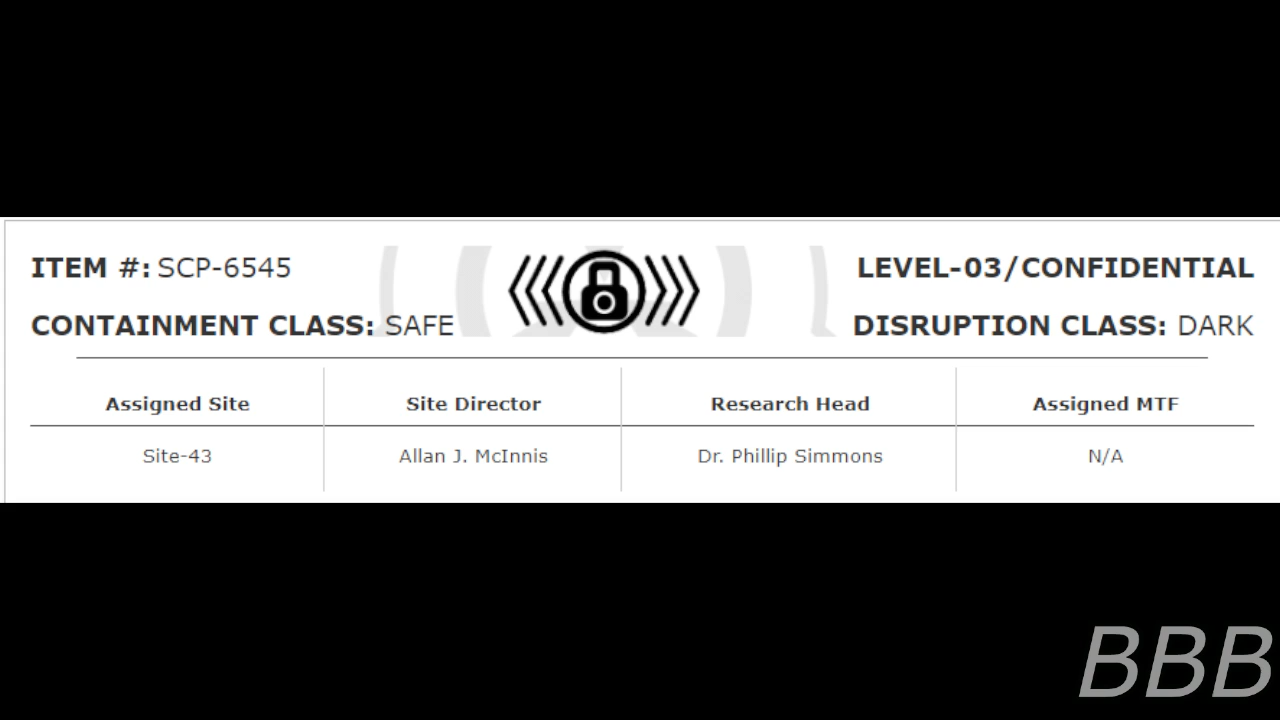 ITEM #: SCP-6545
LEVEL-03/CONFIDENTIAL
CONTAINMENT CLASS: SAFE
DISRUPTION CLASS: DARK
Assigned Site
Site Director
Research Head
Assigned MTF
Site-43
Allan J. McInnis
Dr. Phillip Simmons
N/A
BBB